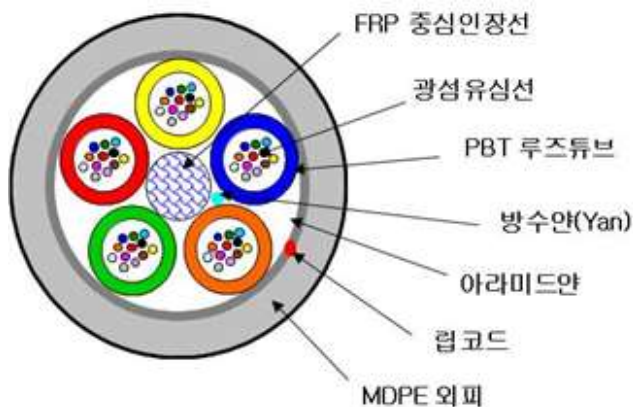 FRP 중심인장선
광섬유심선
PBT 루즈튜브
방수얀(Yan)
아라미드얀
립코드
MDPE 외피